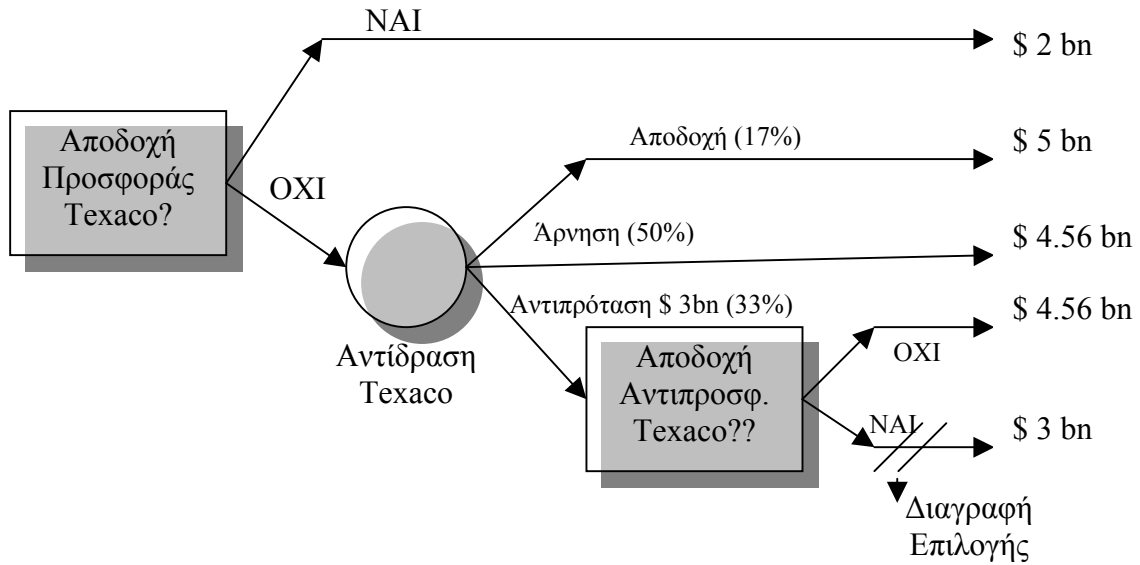 ΝΑΙ
$ 2 bn
Αποδοχή
Προσφοράς
Texaco?
ΟΧΙ
Αποδοχή (17%)
$ 5 bn
Άρνηση (50%)
$ 4.56 bn
Αντιπρόταση $ 3bn (33%)
$ 4.56 bn
Αντίδραση
Texaco
Αποδοχή
Αντιπροσφ.
Texaco??
ΟΧΙ
ΝΑΙ
$ 3 bn
Διαγραφή
Επιλογής